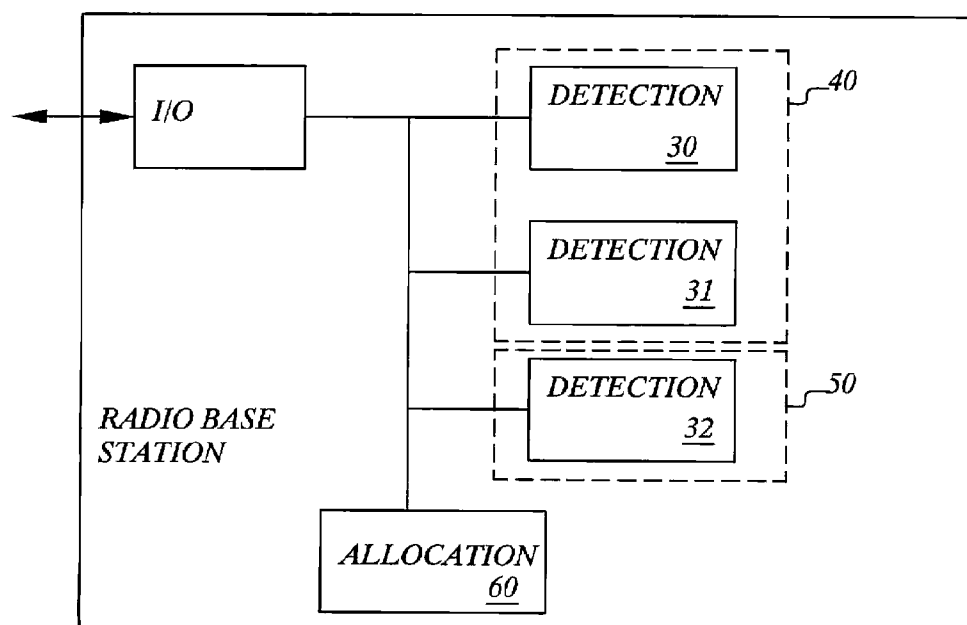 I/O
DETECTION
30
40
DETECTION
31
DETECTION
32
50
RADIO BASE
STATION
ALLOCATION
60